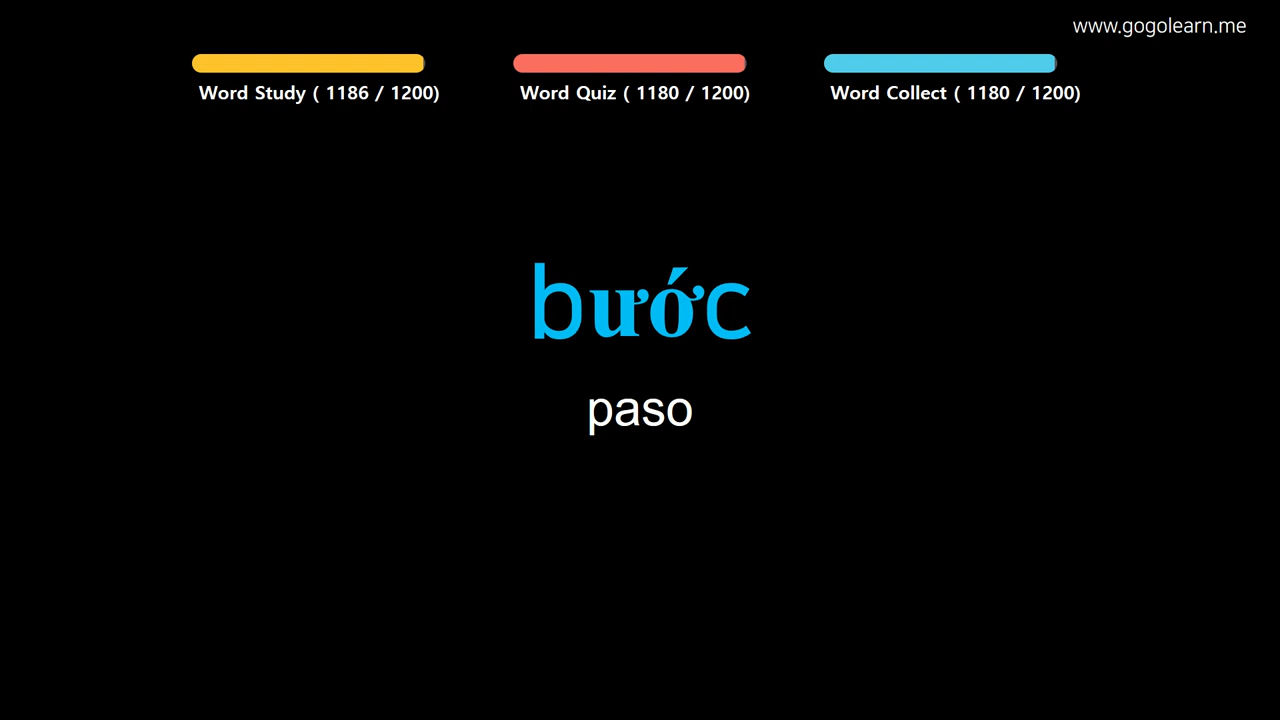 www.gogolearn.me
Word Study ( 1186 / 1200)
Word Quiz ( 1180 / 1200)
Word Collect ( 1180 / 1200)
bước
paso